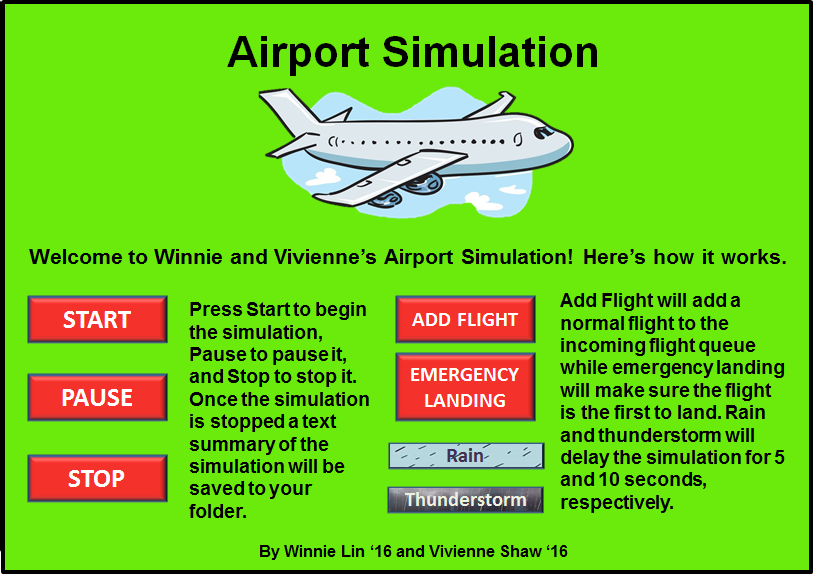 Airport Simulation
Welcome to Winnie and Vivienne’s Airport Simulation! Here’s how it works.
START
PAUSE
STOP
Press Start to begin
the simulation,
Pause to pause it,
and Stop to stop it.
Once the simulation
is stopped a text
summary of the
simulation will be
saved to your
folder.
ADD FLIGHT
EMERGENCY
LANDING
Rain
Thunderstorm
Add Flight will add a
normal flight to the
incoming flight queue
while emergency landing
will make sure the flight
is the first to land. Rain
and thunderstorm will
delay the simulation for 5
and 10 seconds,
respectively.
By Winnie Lin ‘16 and Vivienne Shaw ‘16